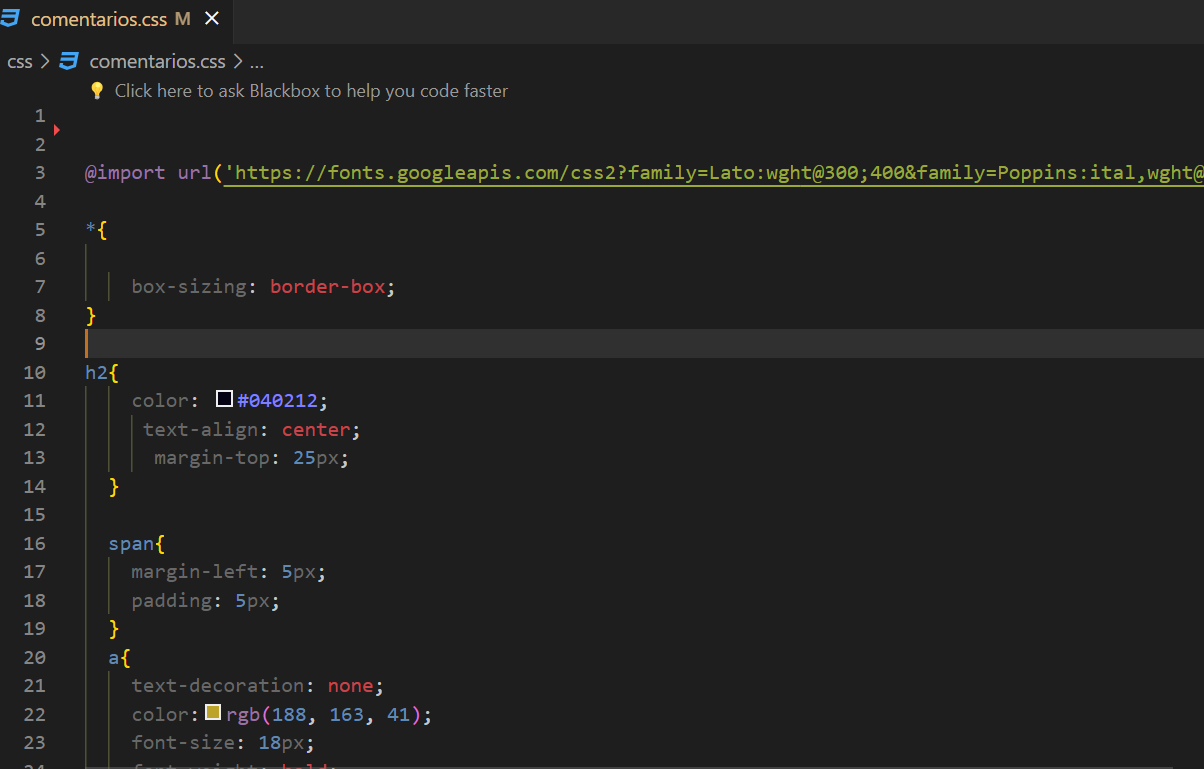 comentarios.css M ×
css > comentarios.css > ...
Click here to ask Blackbox to help you code faster
1
2
3 @import url('https://fonts.googleapis.com/css2?family=Lato:wght@300;400&family=Poppins:ital,wght@
4
5 *{
6
7 box-sizing: border-box;
8 }
9
10 h2{
11 color: #040212;
12 text-align: center;
13 margin-top: 25px;
14 }
15
16 span{
17 margin-left: 5px;
18 padding: 5px;
19 }
20 a{
21 text-decoration: none;
22 color: rgb(188, 163, 41);
23 font-size: 18px;
24 font-weight: bold;